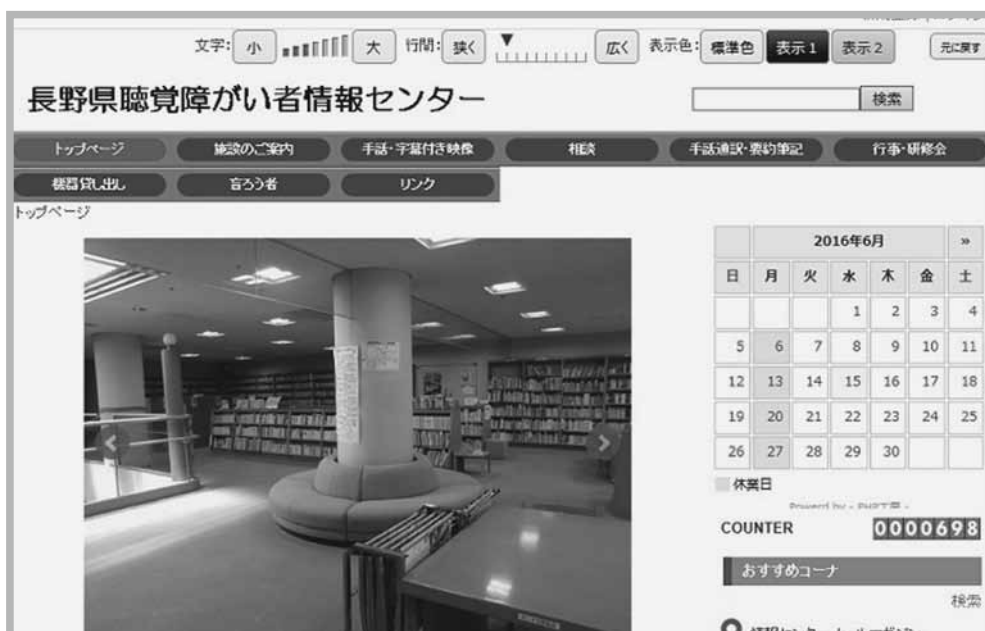 文字: 小 大 行間: 狭く 広く 表示色: 標準色 表示1 表示2 元に戻す
長野県聴覚障がい者情報センター
検索
トップページ 施設のご案内 手話・字幕付き映像 相談 手話通訳・要約筆記 行事・研修会
機器貸し出し 盲ろう者 リンク
トップページ
2016年6月 »
日 月 火 水 木 金 土
1 2 3 4
5 6 7 8 9 10 11
12 13 14 15 16 17 18
19 20 21 22 23 24 25
26 27 28 29 30
休業日
COUNTER 0000698
おすすめコーナ
検索